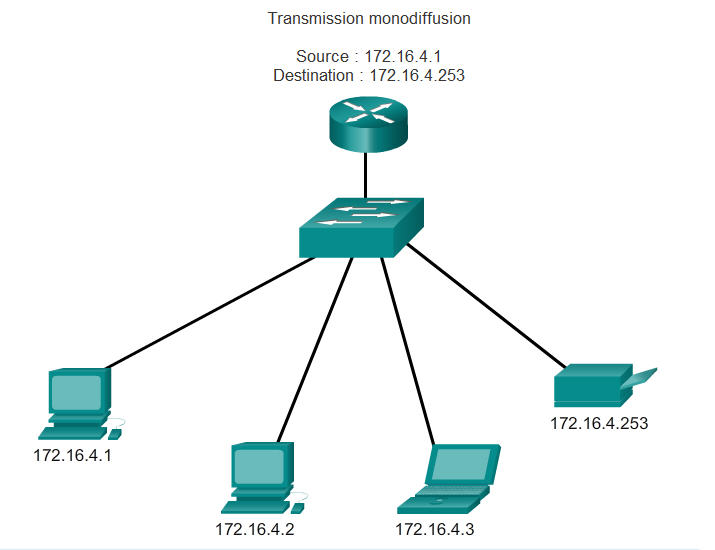 Transmission monodiffusion
Source : 172.16.4.1
Destination : 172.16.4.253
172.16.4.1
172.16.4.253
172.16.4.2
172.16.4.3